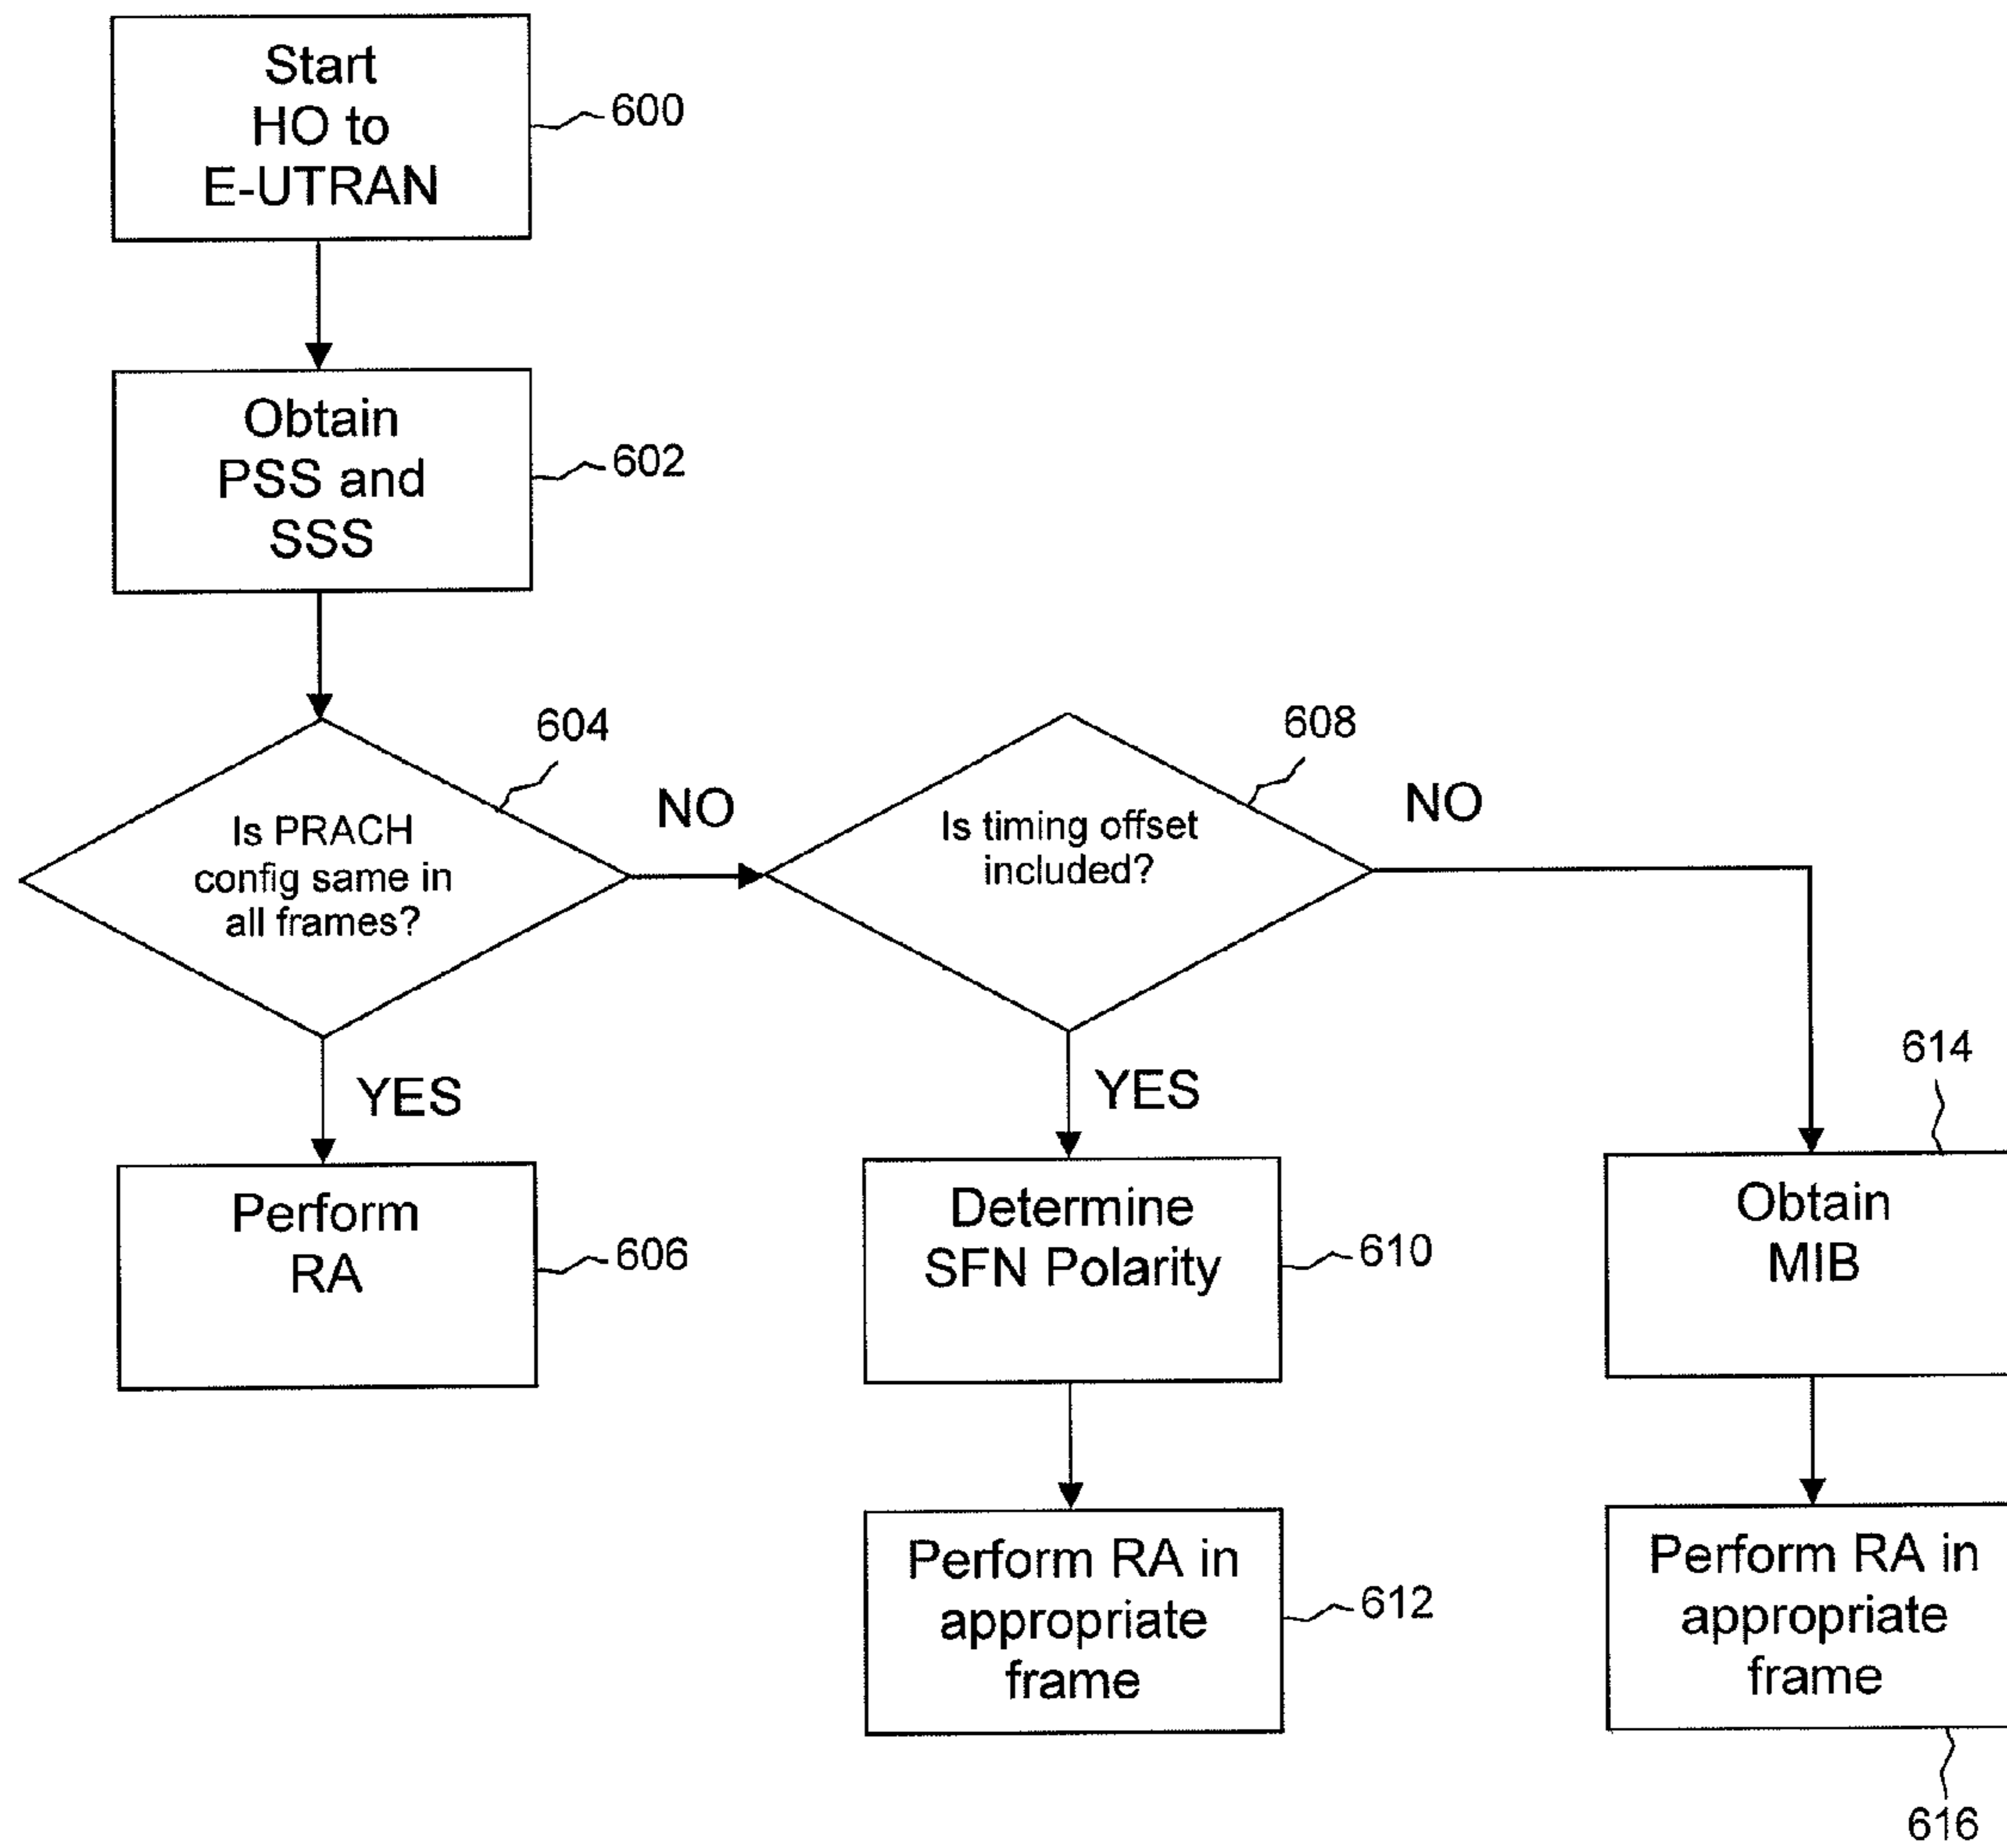 Start
HO to
E-UTRAN
600
Obtain
PSS and
SSS
602
604
Is PRACH
config same in
all frames?
NO
608
Is timing offset
included?
NO
YES
Perform
RA
606
YES
Determine
SFN Polarity
610
614
Obtain
MIB
Perform RA in
appropriate
frame
612
Perform RA in
appropriate
frame
616